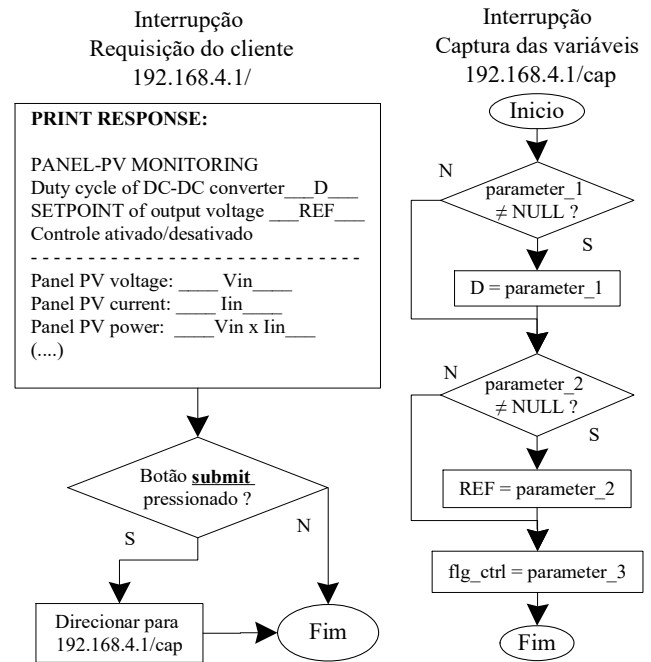 Interrupção
Requisição do cliente
192.168.4.1/
PRINT RESPONSE:
PANEL-PV MONITORING
Duty cycle of DC-DC converter___D___
SETPOINT of output voltage ___REF___
Controle ativado/desativado
- - - - - - - - - - - - - - - - - - - - - - - - - - - - -
Panel PV voltage: ____ Vin____
Panel PV current: ____ Iin____
Panel PV power: ____Vin x Iin___
(....)
Botão submit
pressionado ?
S
N
Direcionar para
192.168.4.1/cap
Fim
Interrupção
Captura das variáveis
192.168.4.1/cap
Inicio
N
parameter_1
≠ NULL ?
S
D = parameter_1
N
parameter_2
≠ NULL ?
S
REF = parameter_2
flg_ctrl = parameter_3
Fim